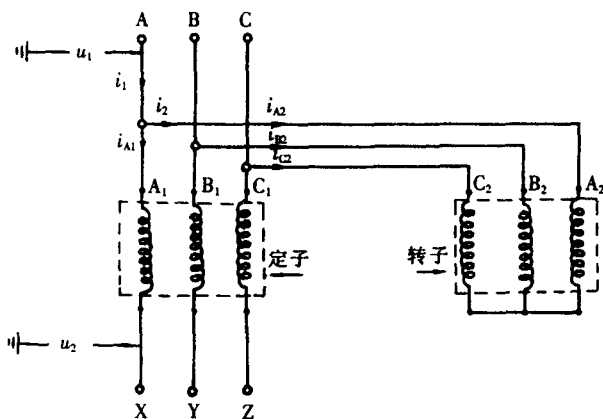 A B C
u₁
i₁
i₂ i_A2
i_A1 i_B2
i_C2
A₁ B₁ C₁ C₂ B₂ A₂
定子 转子
u₂
X Y Z